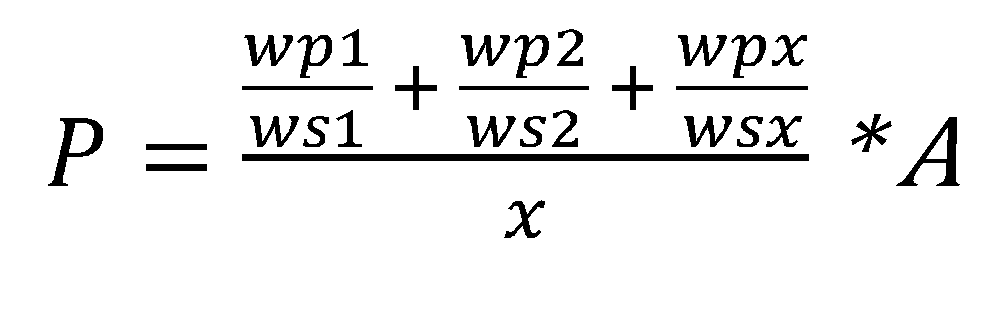 P = (wp1/ws1 + wp2/ws2 + wpx/wsx)/x * A